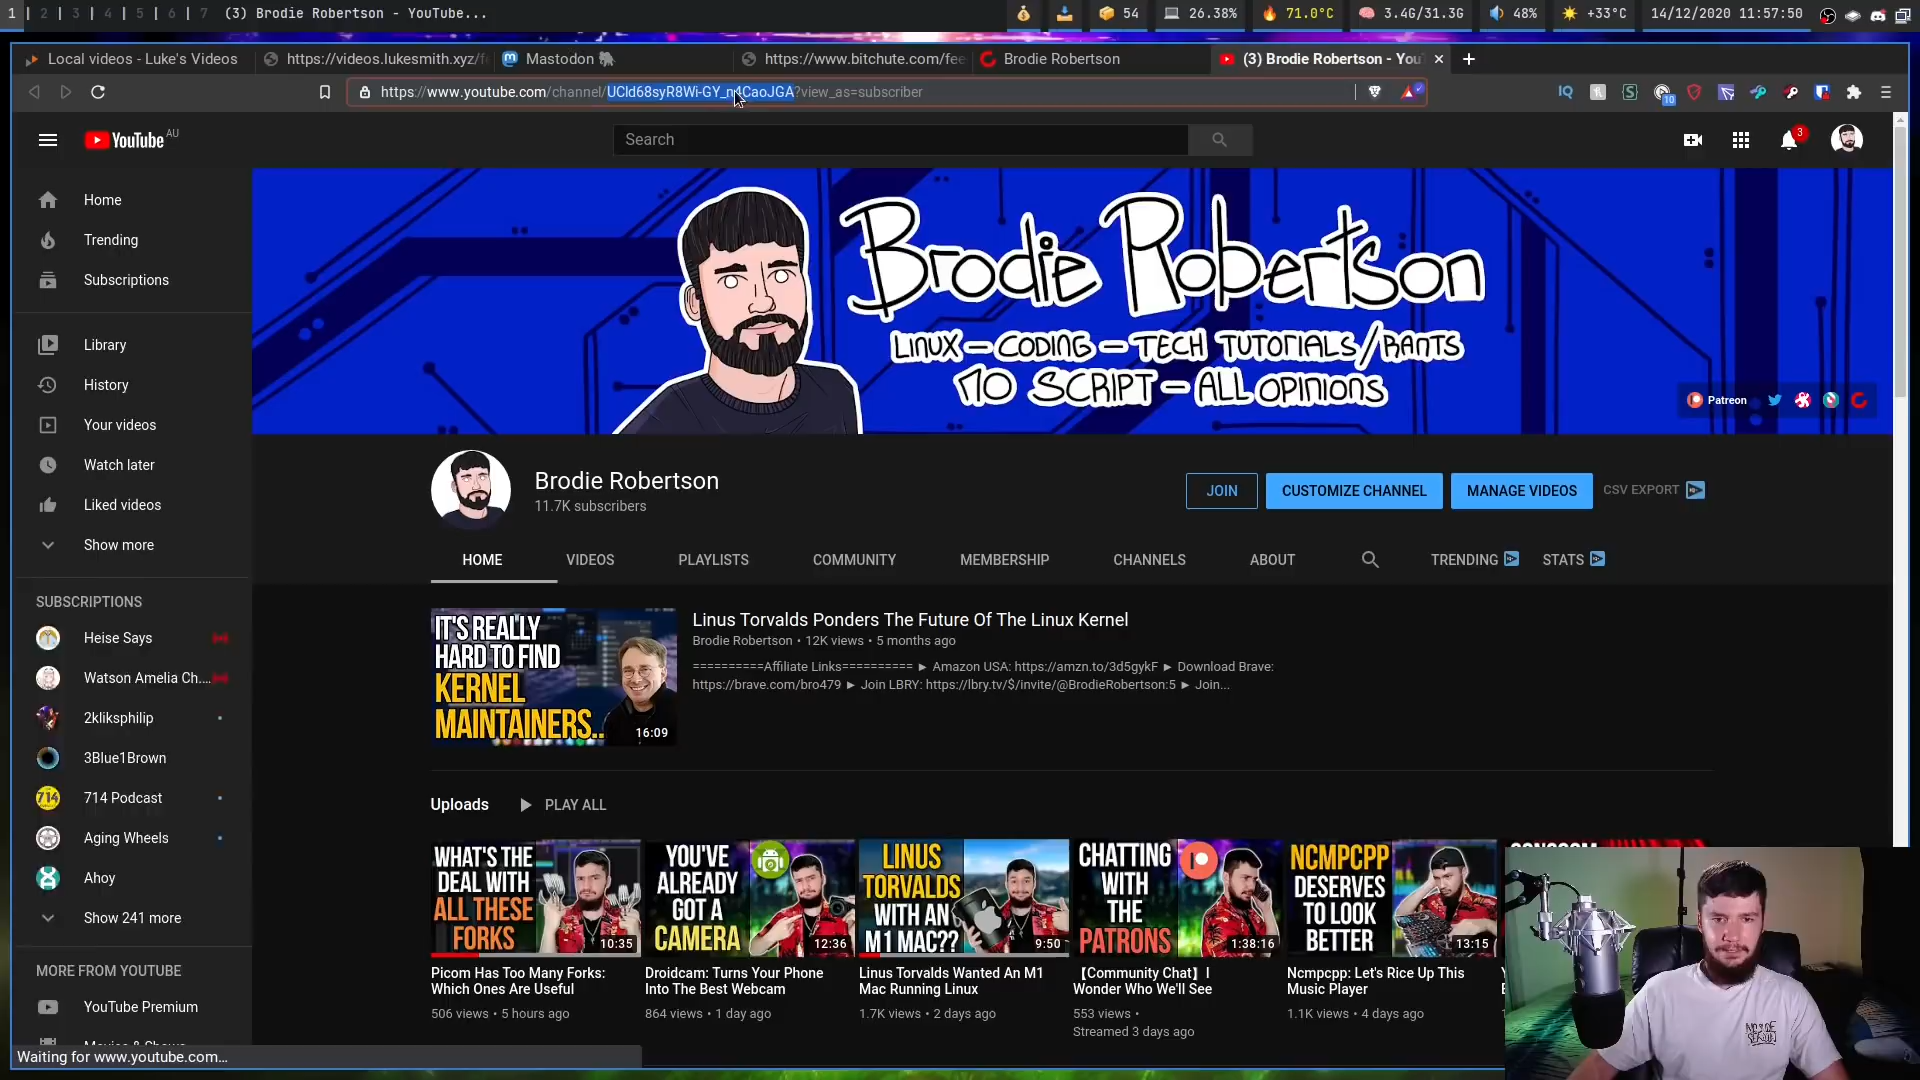 1 | 2 | 3 | 4 | 5 | 6 | 7 (3) Brodie Robertson - YouTube...
54 26.38% 71.0°C 3.4G/31.3G 48% +33°C 14/12/2020 11:57:50
Local videos - Luke's Videos https://videos.lukesmith.xyz/f Mastodon https://www.bitchute.com/fee Brodie Robertson (3) Brodie Robertson - You
https://www.youtube.com/channel/UCld68syR8Wi-GY_n4CaoJGA?view_as=subscriber
IQ
10
YouTube AU
Search
3
Home
Trending
Subscriptions
Library
History
Your videos
Watch later
Liked videos
Show more
SUBSCRIPTIONS
Heise Says
Watson Amelia Ch....
2kliksphilip
3Blue1Brown
714 Podcast
Aging Wheels
Ahoy
Show 241 more
MORE FROM YOUTUBE
YouTube Premium
Waiting for www.youtube.com...
Brodie Robertson
LINUX - CODING - TECH TUTORIALS/RANTS
NO SCRIPT - ALL OPINIONS
Patreon
Brodie Robertson
11.7K subscribers
JOIN
CUSTOMIZE CHANNEL
MANAGE VIDEOS
CSV EXPORT
HOME VIDEOS PLAYLISTS COMMUNITY MEMBERSHIP CHANNELS ABOUT TRENDING STATS
IT'S REALLY
HARD TO FIND
KERNEL
MAINTAINERS..
16:09
Linus Torvalds Ponders The Future Of The Linux Kernel
Brodie Robertson • 12K views • 5 months ago
==========Affiliate Links========== ► Amazon USA: https://amzn.to/3d5gykF ► Download Brave:
https://brave.com/bro479 ► Join LBRY: https://lbry.tv/$/invite/@BrodieRobertson:5 ► Join...
Uploads PLAY ALL
WHAT'S THE
DEAL WITH
ALL THESE
FORKS
10:35
Picom Has Too Many Forks:
Which Ones Are Useful
506 views • 5 hours ago
YOU'VE
ALREADY
GOT A
CAMERA
12:36
Droidcam: Turns Your Phone
Into The Best Webcam
864 views • 1 day ago
LINUS
TORVALDS
WITH AN
M1 MAC??
9:50
Linus Torvalds Wanted An M1
Mac Running Linux
1.7K views • 2 days ago
CHATTING
WITH
THE
PATRONS
1:38:16
【Community Chat】I
Wonder Who We'll See
553 views •
Streamed 3 days ago
NCMPCPP
DESERVES
TO LOOK
BETTER
13:15
Ncmpcpp: Let's Rice Up This
Music Player
1.1K views • 4 days ago